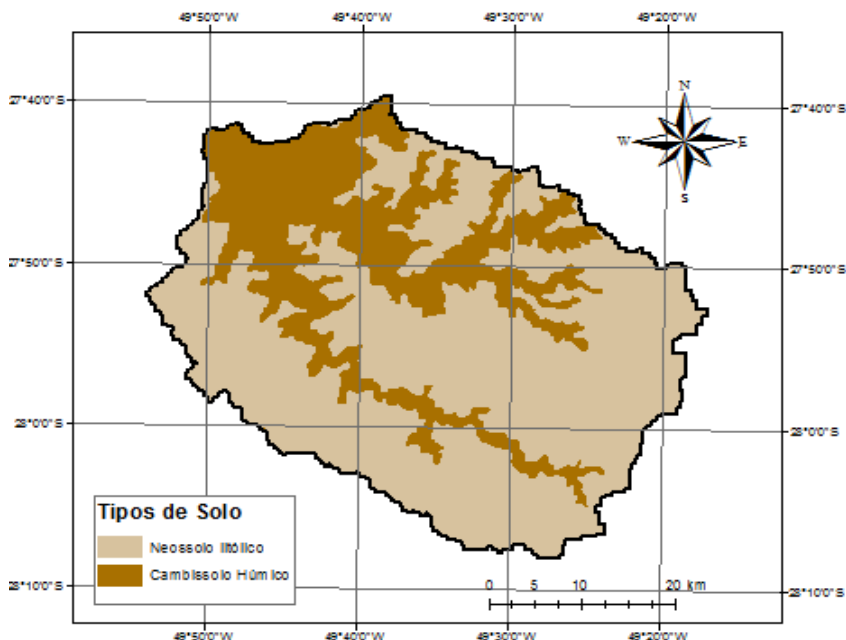 49°50'0"W 49°40'0"W 49°30'0"W 49°20'0"W
N
27°40'0"S 27°40'0"S
W E
S
27°50'0"S 27°50'0"S
28°0'0"S 28°0'0"S
Tipos de Solo
Neossolo litólico
Cambissolo Húmico
0 5 10 20 km
28°10'0"S 28°10'0"S
49°50'0"W 49°40'0"W 49°30'0"W 49°20'0"W